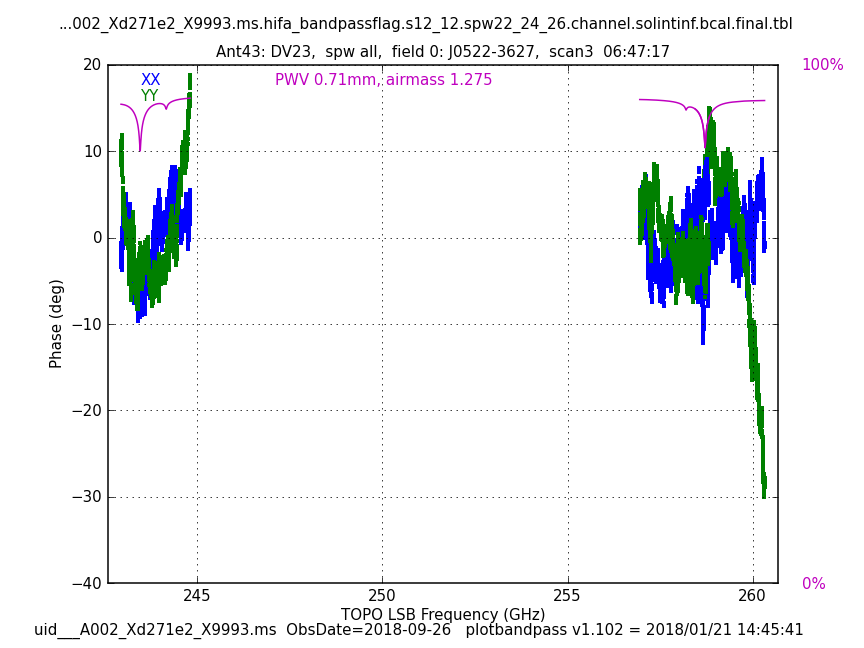 ...002_Xd271e2_X9993.ms.hifa_bandpassflag.s12_12.spw22_24_26.channel.solintinf.bcal.final.tbl
Ant43: DV23, spw all, field 0: J0522-3627, scan3 06:47:17
20
XX
PWV 0.71mm, airmass 1.275
100%
YY
10
0
−10
−20
−30
−40
Phase (deg)
0%
245
250
255
260
TOPO LSB Frequency (GHz)
uid___A002_Xd271e2_X9993.ms ObsDate=2018-09-26 plotbandpass v1.102 = 2018/01/21 14:45:41